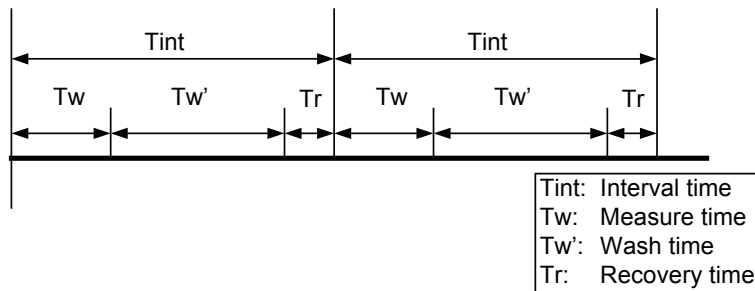 Tint Tint
Tw Tw’ Tr Tw Tw’ Tr
Tint: Interval time
Tw: Measure time
Tw’: Wash time
Tr: Recovery time